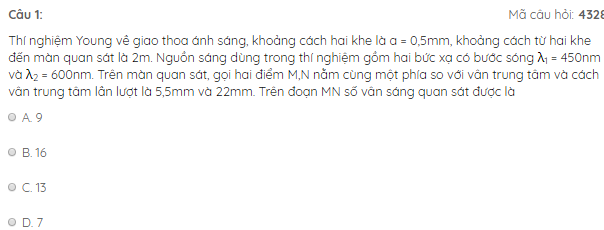 Câu 1: Mã câu hỏi: 4328
Thí nghiệm Young về giao thoa ánh sáng, khoảng cách hai khe là a = 0,5mm, khoảng cách từ hai khe
đến màn quan sát là 2m. Nguồn sáng dùng trong thí nghiệm gồm hai bức xạ có bước sóng λ₁ = 450nm
và λ₂ = 600nm. Trên màn quan sát, gọi hai điểm M,N nằm cùng một phía so với vân trung tâm và cách
vân trung tâm lần lượt là 5,5mm và 22mm. Trên đoạn MN số vân sáng quan sát được là
A. 9
B. 16
C. 13
D. 7